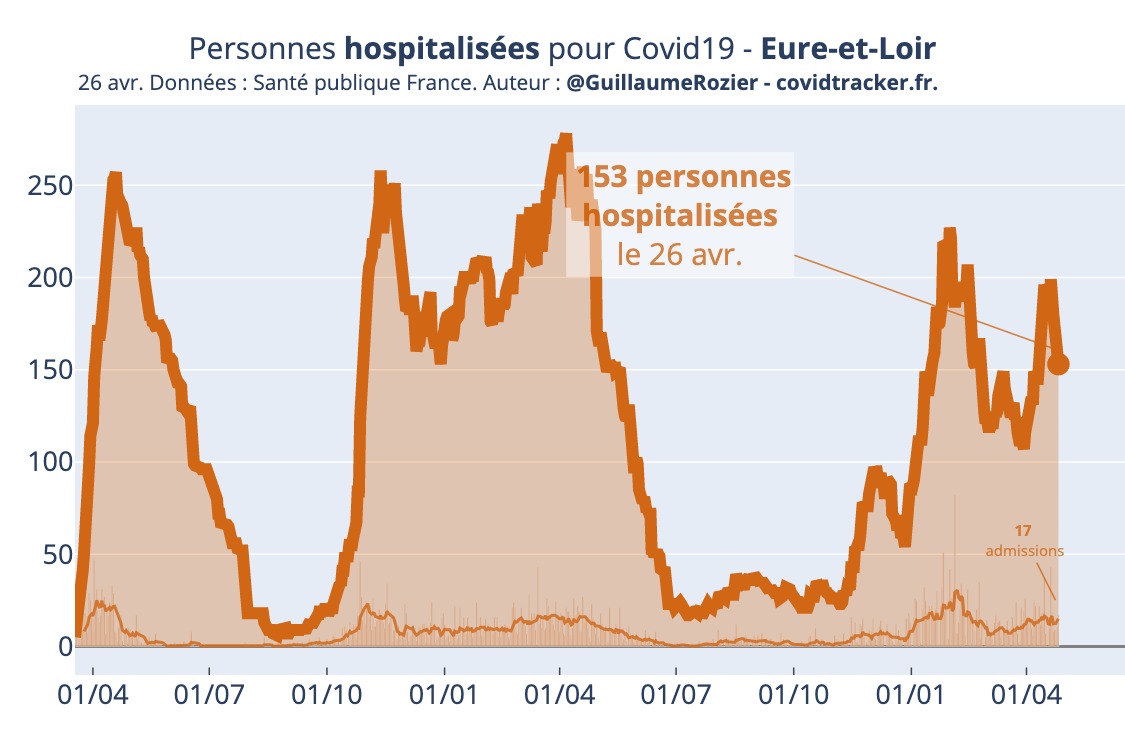 Personnes hospitalisées pour Covid19 - Eure-et-Loir
26 avr. Données : Santé publique France. Auteur : @GuillaumeRozier - covidtracker.fr.
250
200
150
100
50
0
153 personnes
hospitalisées
le 26 avr.
17
admissions
01/04 01/07 01/10 01/01 01/04 01/07 01/10 01/01 01/04